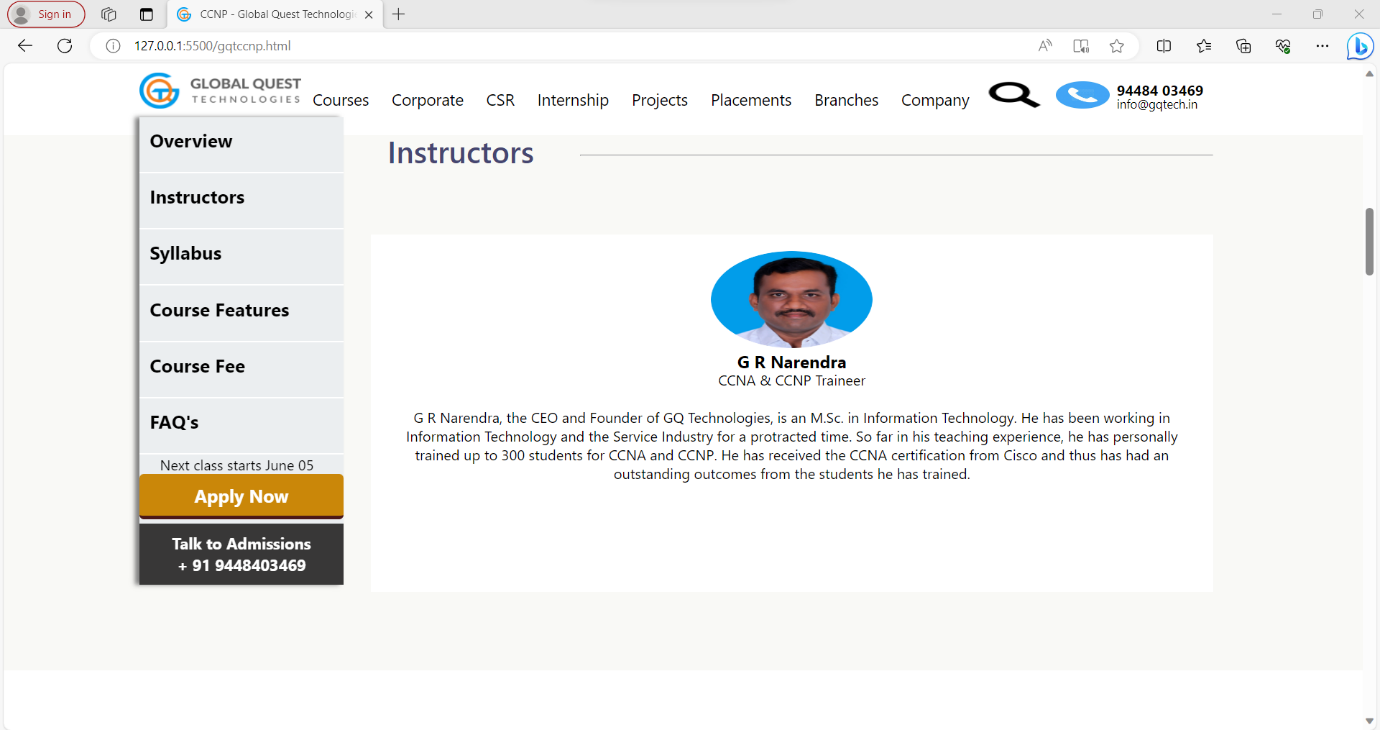 Sign in
CCNP - Global Quest Technologi
127.0.0.1:5500/gqtccnp.html
GLOBAL QUEST
TECHNOLOGIES
Courses Corporate CSR Internship Projects Placements Branches Company
94484 03469
info@gqtech.in
Overview
Instructors
Syllabus
Course Features
Course Fee
FAQ's
Next class starts June 05
Apply Now
Talk to Admissions
+ 91 9448403469
Instructors
G R Narendra
CCNA & CCNP Traineer
G R Narendra, the CEO and Founder of GQ Technologies, is an M.Sc. in Information Technology. He has been working in
Information Technology and the Service Industry for a protracted time. So far in his teaching experience, he has personally
trained up to 300 students for CCNA and CCNP. He has received the CCNA certification from Cisco and thus has had an
outstanding outcomes from the students he has trained.